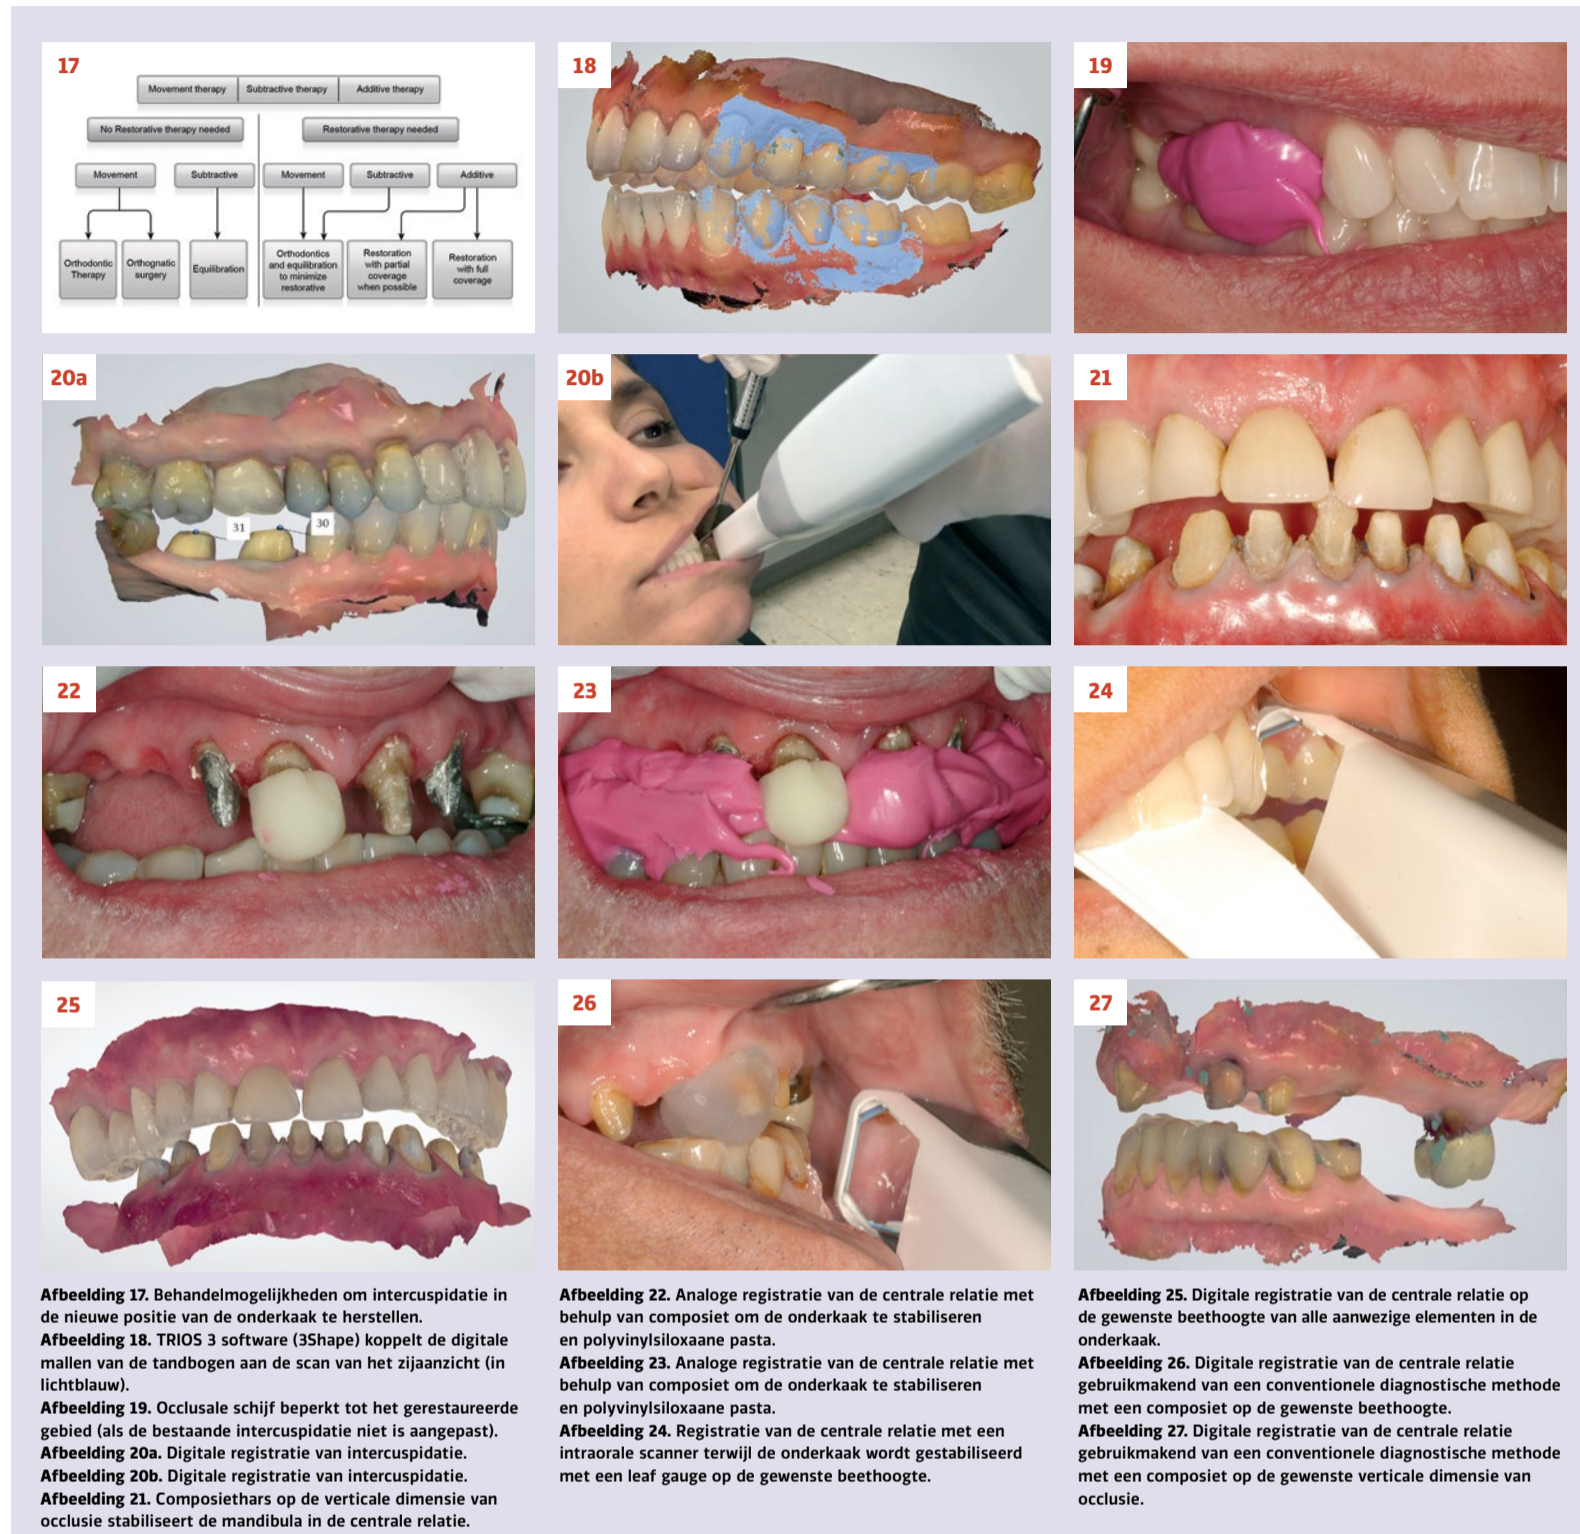 17
Movement therapy
Subtractive therapy
Additive therapy
No Restorative therapy needed
Restorative therapy needed
Movement
Subtractive
Movement
Subtractive
Additive
Orthodontic
Therapy
Orthognatic
surgery
Equilibration
Orthodontics
and equilibration
to minimize
restorative
Restoration
with partial
coverage
when possible
Restoration
with full
coverage
18
19
20a
31
30
20b
21
22
23
24
25
26
27
Afbeelding 17. Behandelmogelijkheden om intercuspidatie in
de nieuwe positie van de onderkaak te herstellen.
Afbeelding 18. TRIOS 3 software (3Shape) koppelt de digitale
mallen van de tandbogen aan de scan van het zijaanzicht (in
lichtblauw).
Afbeelding 19. Occlusale schijf beperkt tot het gerestaureerde
gebied (als de bestaande intercuspidatie niet is aangepast).
Afbeelding 20a. Digitale registratie van intercuspidatie.
Afbeelding 20b. Digitale registratie van intercuspidatie.
Afbeelding 21. Composiethars op de verticale dimensie van
occlusie stabiliseert de mandibula in de centrale relatie.
Afbeelding 22. Analoge registratie van de centrale relatie met
behulp van composiet om de onderkaak te stabiliseren
en polyvinylsiloxaane pasta.
Afbeelding 23. Analoge registratie van de centrale relatie met
behulp van composiet om de onderkaak te stabiliseren
en polyvinylsiloxaane pasta.
Afbeelding 24. Registratie van de centrale relatie met een
intraorale scanner terwijl de onderkaak wordt gestabiliseerd
met een leaf gauge op de gewenste beethoogte.
Afbeelding 25. Digitale registratie van de centrale relatie op
de gewenste beethoogte van alle aanwezige elementen in de
onderkaak.
Afbeelding 26. Digitale registratie van de centrale relatie
gebruikmakend van een conventionele diagnostische methode
met een composiet op de gewenste beethoogte.
Afbeelding 27. Digitale registratie van de centrale relatie
gebruikmakend van een conventionele diagnostische methode
met een composiet op de gewenste verticale dimensie van
occlusie.